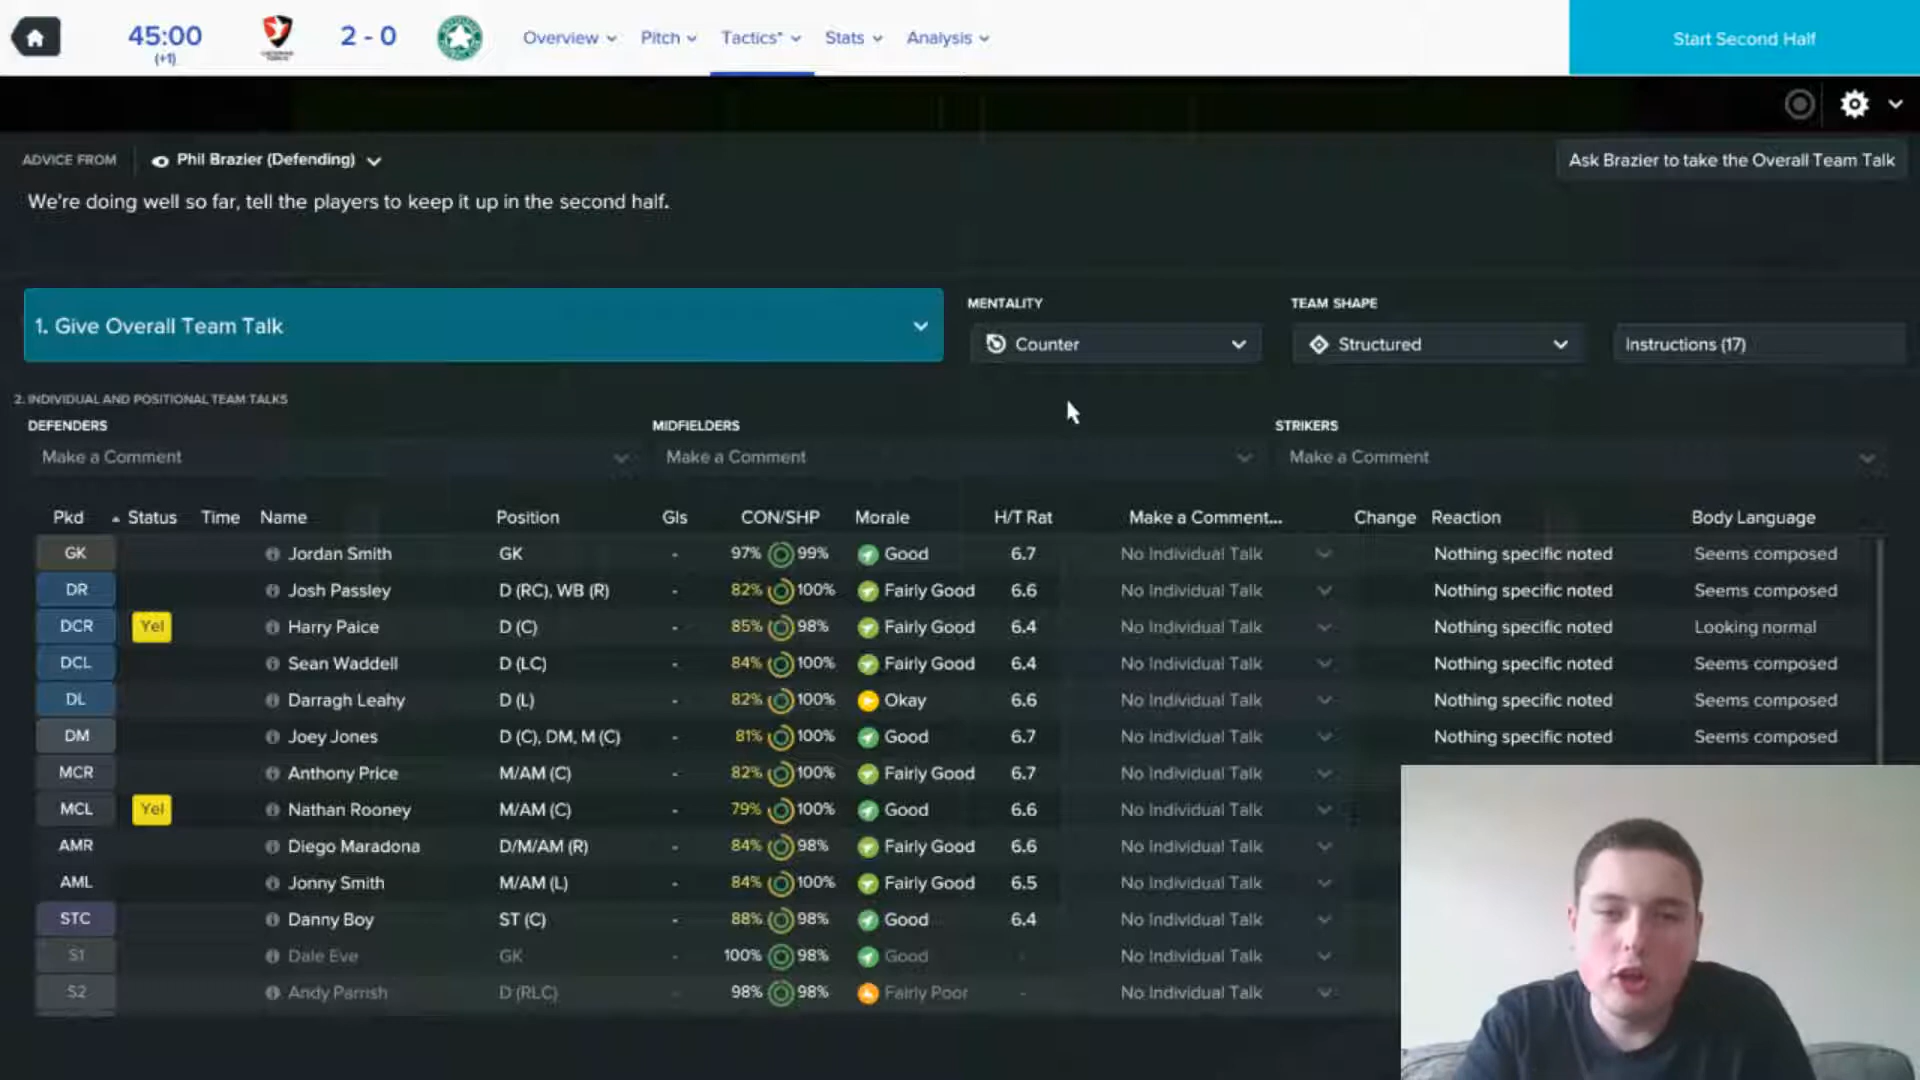 45:00
(+1)
2 - 0
Overview
Pitch
Tactics*
Stats
Analysis
Start Second Half
ADVICE FROM
Phil Brazier (Defending)
Ask Brazier to take the Overall Team Talk
We're doing well so far, tell the players to keep it up in the second half.
1. Give Overall Team Talk
MENTALITY
TEAM SHAPE
Counter
Structured
Instructions (17)
2. INDIVIDUAL AND POSITIONAL TEAM TALKS
DEFENDERS
MIDFIELDERS
STRIKERS
Make a Comment
Make a Comment
Make a Comment
Pkd Status Time Name Position Gls CON/SHP Morale H/T Rat Make a Comment... Change Reaction Body Language
GK Jordan Smith GK - 97% 99% Good 6.7 No Individual Talk Nothing specific noted Seems composed
DR Josh Passley D (RC), WB (R) - 82% 100% Fairly Good 6.6 No Individual Talk Nothing specific noted Seems composed
DCR Yel Harry Paice D (C) - 85% 98% Fairly Good 6.4 No Individual Talk Nothing specific noted Looking normal
DCL Sean Waddell D (LC) - 84% 100% Fairly Good 6.4 No Individual Talk Nothing specific noted Seems composed
DL Darragh Leahy D (L) - 82% 100% Okay 6.6 No Individual Talk Nothing specific noted Seems composed
DM Joey Jones D (C), DM, M (C) - 81% 100% Good 6.7 No Individual Talk Nothing specific noted Seems composed
MCR Anthony Price M/AM (C) - 82% 100% Fairly Good 6.7 No Individual Talk
MCL Yel Nathan Rooney M/AM (C) - 79% 100% Good 6.6 No Individual Talk
AMR Diego Maradona D/M/AM (R) - 84% 98% Fairly Good 6.6 No Individual Talk
AML Jonny Smith M/AM (L) - 84% 100% Fairly Good 6.5 No Individual Talk
STC Danny Boy ST (C) - 88% 98% Good 6.4 No Individual Talk
S1 Dale Eve GK - 100% 98% Good - No Individual Talk
S2 Andy Parrish D (RLC) - 98% 98% Fairly Poor - No Individual Talk